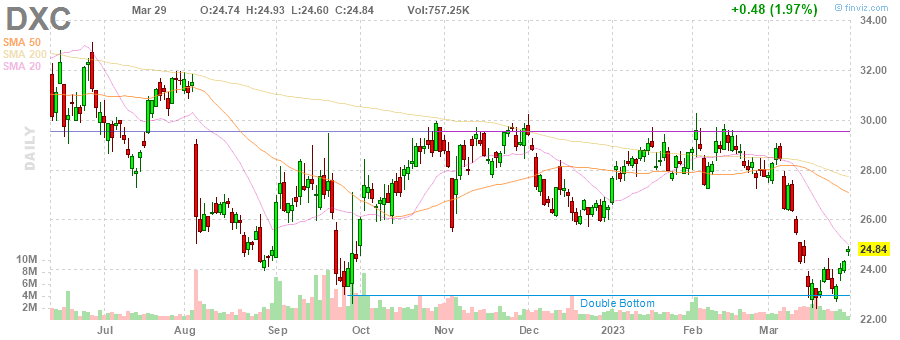 DXC Mar 29 O:24.74 H:24.93 L:24.60 C:24.84 Vol:757.25K +0.48 (1.97%)
© finviz.com
SMA 50
SMA 200
SMA 20
DAILY
34.00
32.00
30.00
28.00
26.00
24.84
24.00
22.00
10M
8M
6M
4M
2M
Double Bottom
Jul Aug Sep Oct Nov Dec 2023 Feb Mar